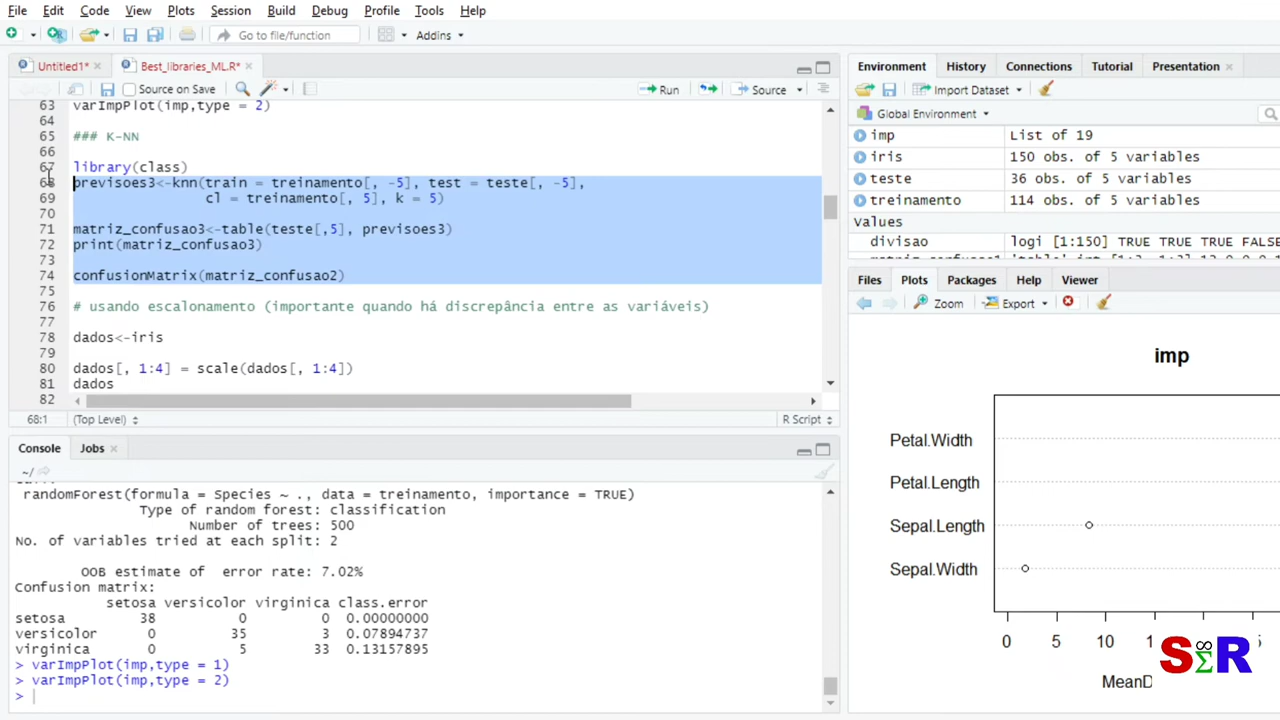 File Edit Code View Plots Session Build Debug Profile Tools Help
Go to file/function Addins
Untitled1* Best_libraries_ML.R*
Source on Save Run Source
63 varImpPlot(imp,type = 2)
64
65 ### K-NN
66
67 library(class)
68 previsoes3<-knn(train = treinamento[, -5], test = teste[, -5],
69 cl = treinamento[, 5], k = 5)
70
71 matriz_confusao3<-table(teste[,5], previsoes3)
72 print(matriz_confusao3)
73
74 confusionMatrix(matriz_confusao2)
75
76 # usando escalonamento (importante quando há discrepância entre as variáveis)
77
78 dados<-iris
79
80 dados[, 1:4] = scale(dados[, 1:4])
81 dados
82
68:1 (Top Level) R Script
Console Jobs
~/
randomForest(formula = Species ~ ., data = treinamento, importance = TRUE)
Type of random forest: classification
Number of trees: 500
No. of variables tried at each split: 2
OOB estimate of error rate: 7.02%
Confusion matrix:
setosa versicolor virginica class.error
setosa 38 0 0 0.00000000
versicolor 0 35 3 0.07894737
virginica 0 5 33 0.13157895
> varImpPlot(imp,type = 1)
> varImpPlot(imp,type = 2)
>
Environment History Connections Tutorial Presentation
Import Dataset
Global Environment
imp List of 19
iris 150 obs. of 5 variables
teste 36 obs. of 5 variables
treinamento 114 obs. of 5 variables
Values
divisao logi [1:150] TRUE TRUE TRUE FALSE
Files Plots Packages Help Viewer
Zoom Export
imp
Petal.Width
Petal.Length
Sepal.Length
Sepal.Width
0 5 10
MeanD
S∞ΣR